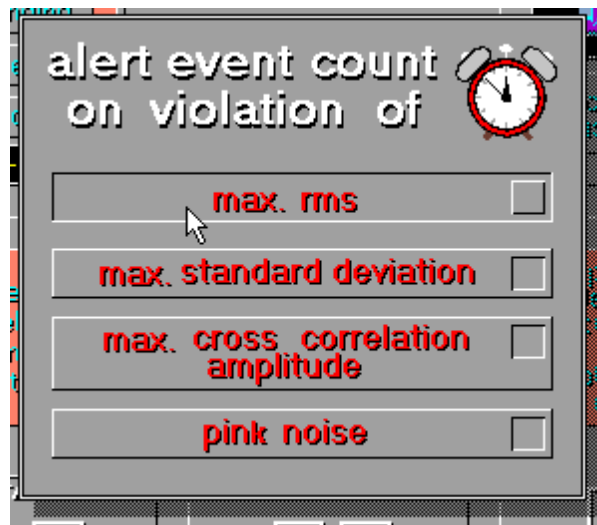 alert event count
on violation of
max. rms
max. standard deviation
max. cross correlation
amplitude
pink noise